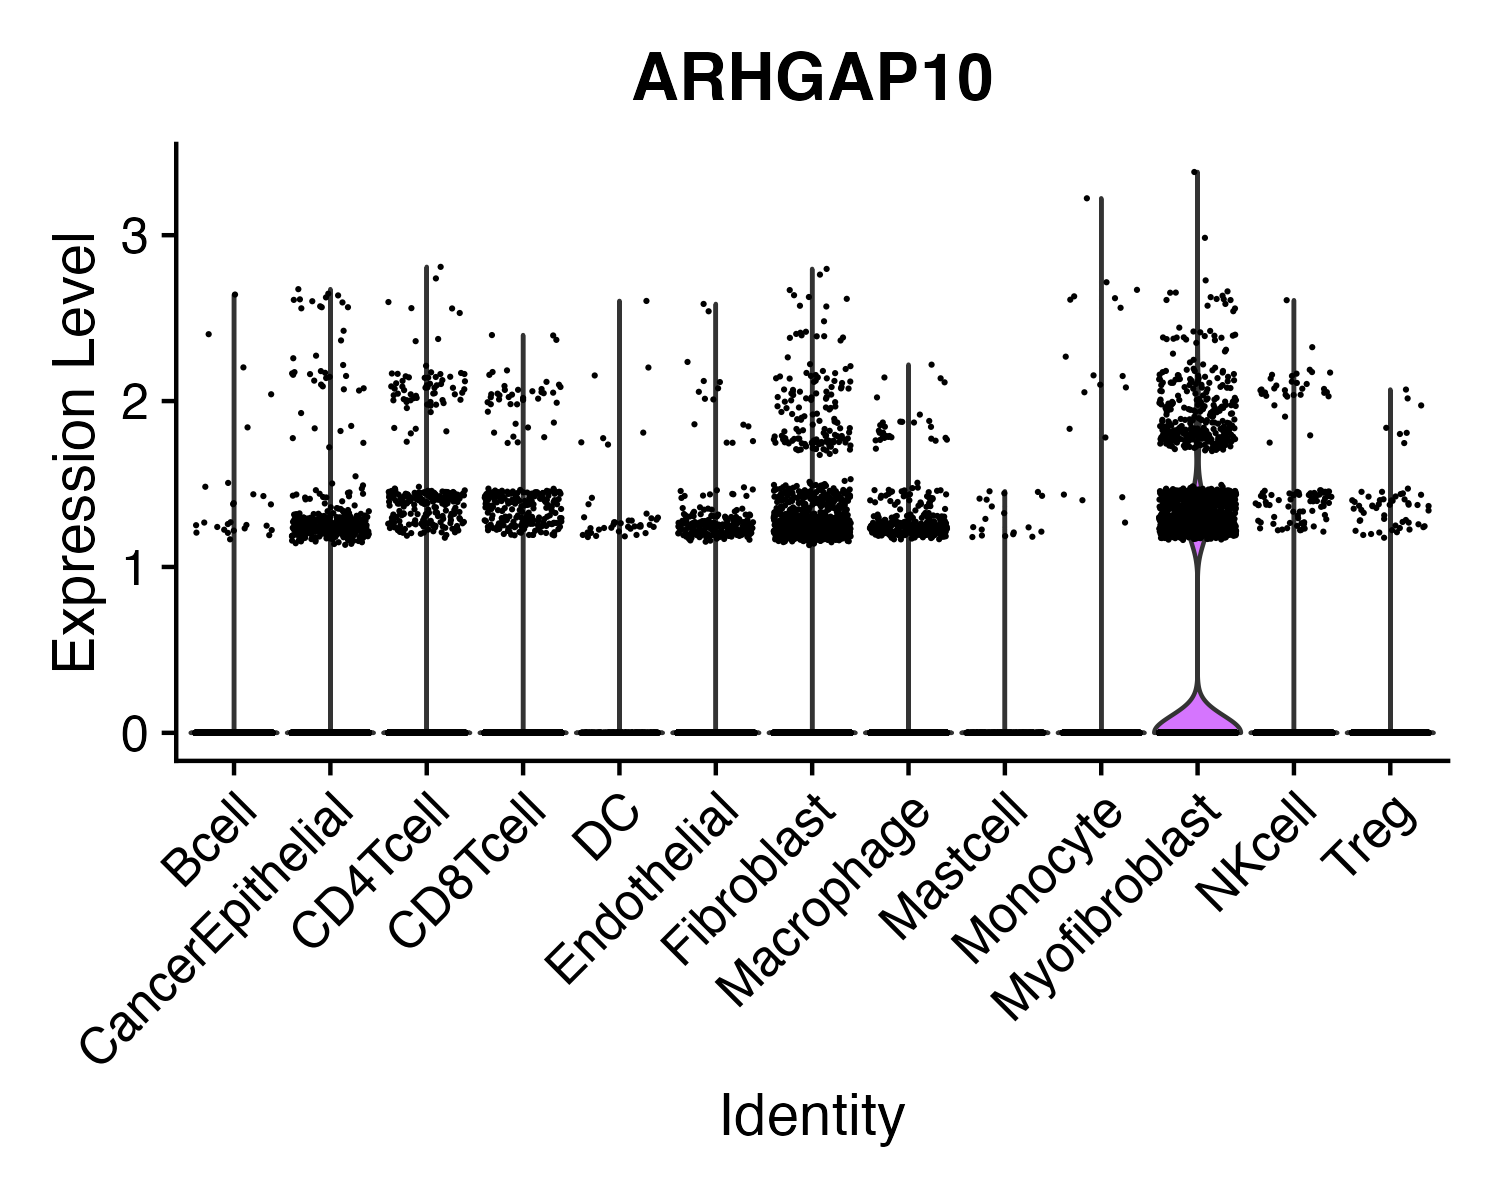 ARHGAP10
Expression Level
3
2
1
0
Bcell
CancerEpithelial
CD4Tcell
CD8Tcell
DC
Endothelial
Fibroblast
Macrophage
Mastcell
Monocyte
Myofibroblast
NKcell
Treg
Identity